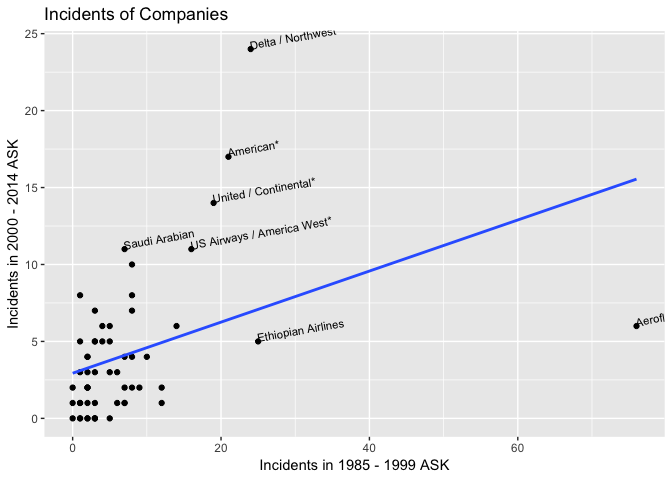 Incidents of Companies
25
20
15
10
5
0
Incidents in 2000 - 2014 ASK
Delta / Northwest
American*
United / Continental*
Saudi Arabian
US Airways / America West*
Ethiopian Airlines
Aerofl
0
20
40
60
Incidents in 1985 - 1999 ASK